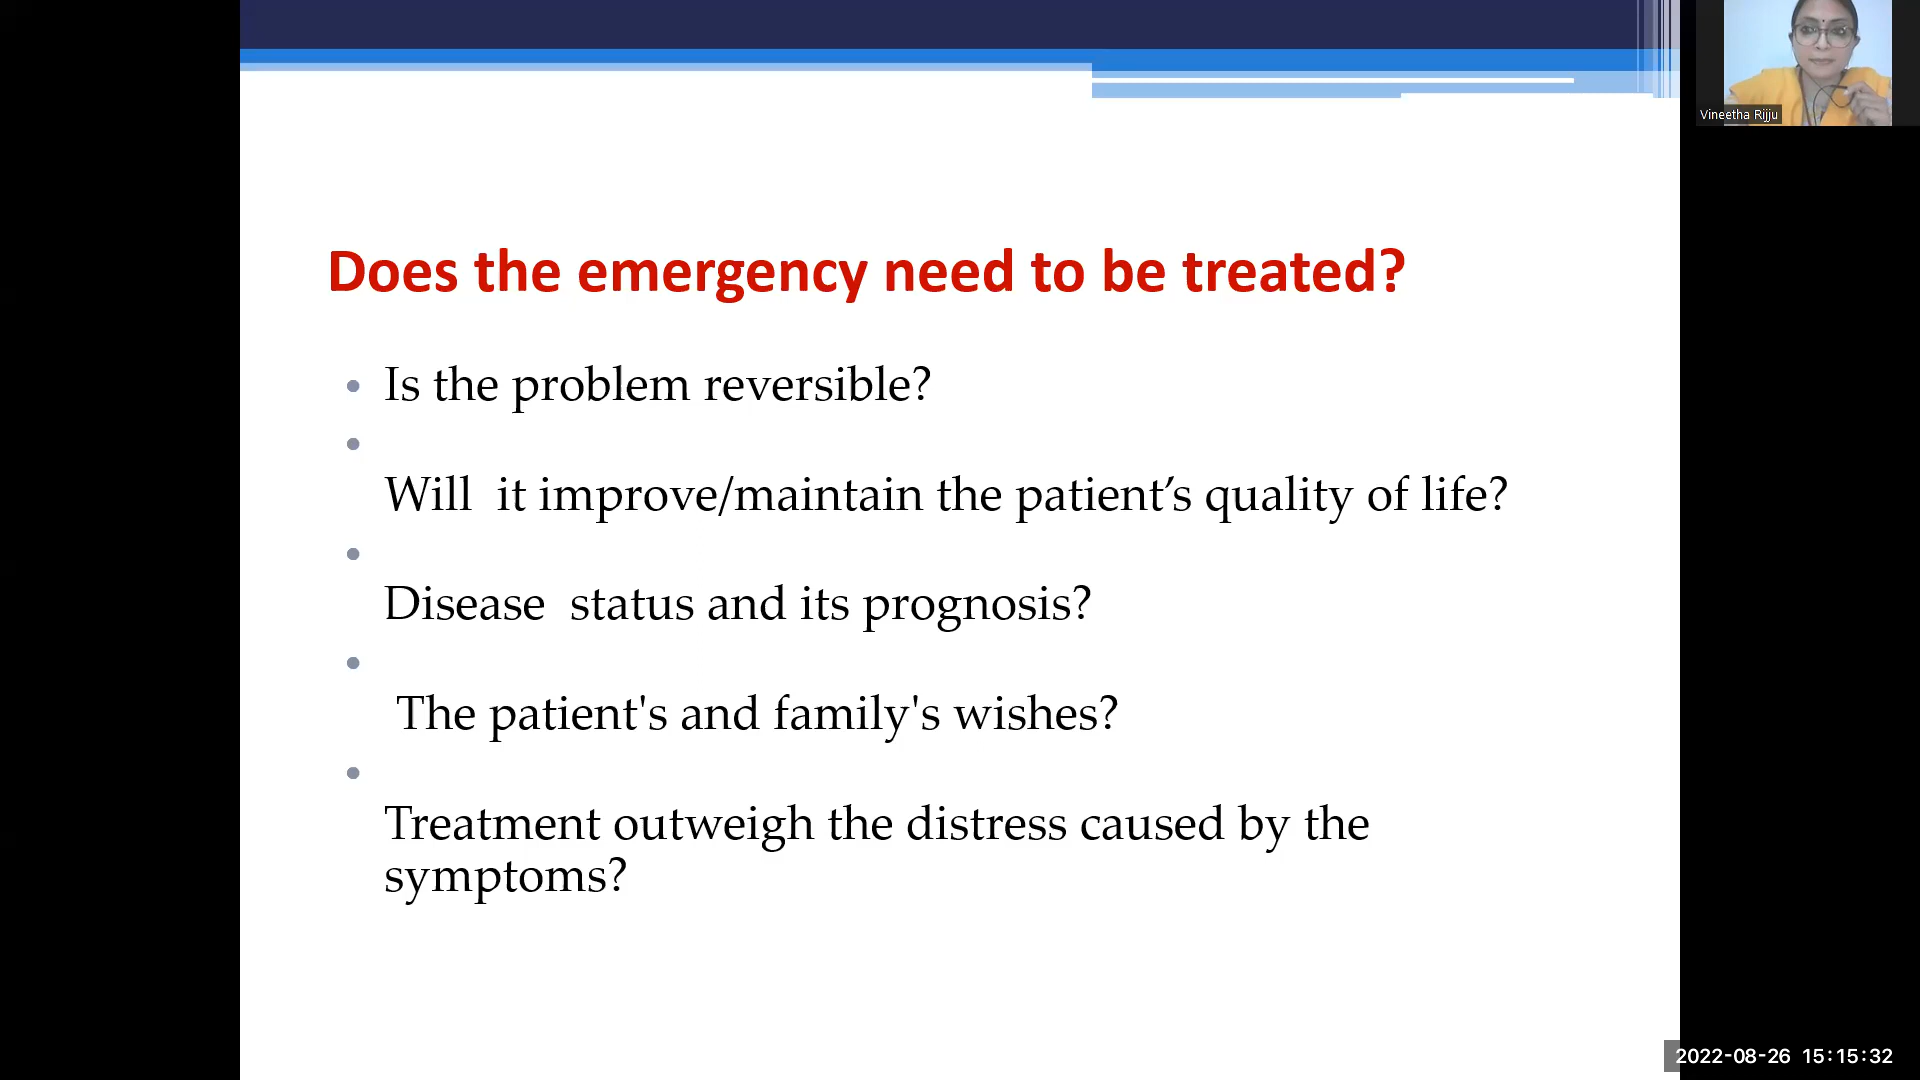 Vineetha Rijju
Does the emergency need to be treated?
• Is the problem reversible?
•
Will  it improve/maintain the patient’s quality of life?
•
Disease  status and its prognosis?
•
The patient's and family's wishes?
•
Treatment outweigh the distress caused by the
symptoms?
2022-08-26 15:15:32